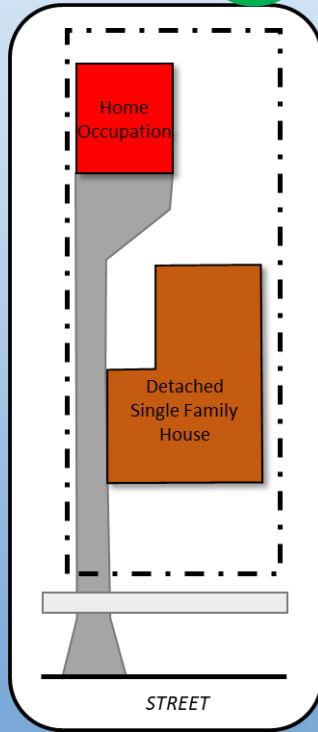 Home
Occupation
Detached
Single Family
House
STREET